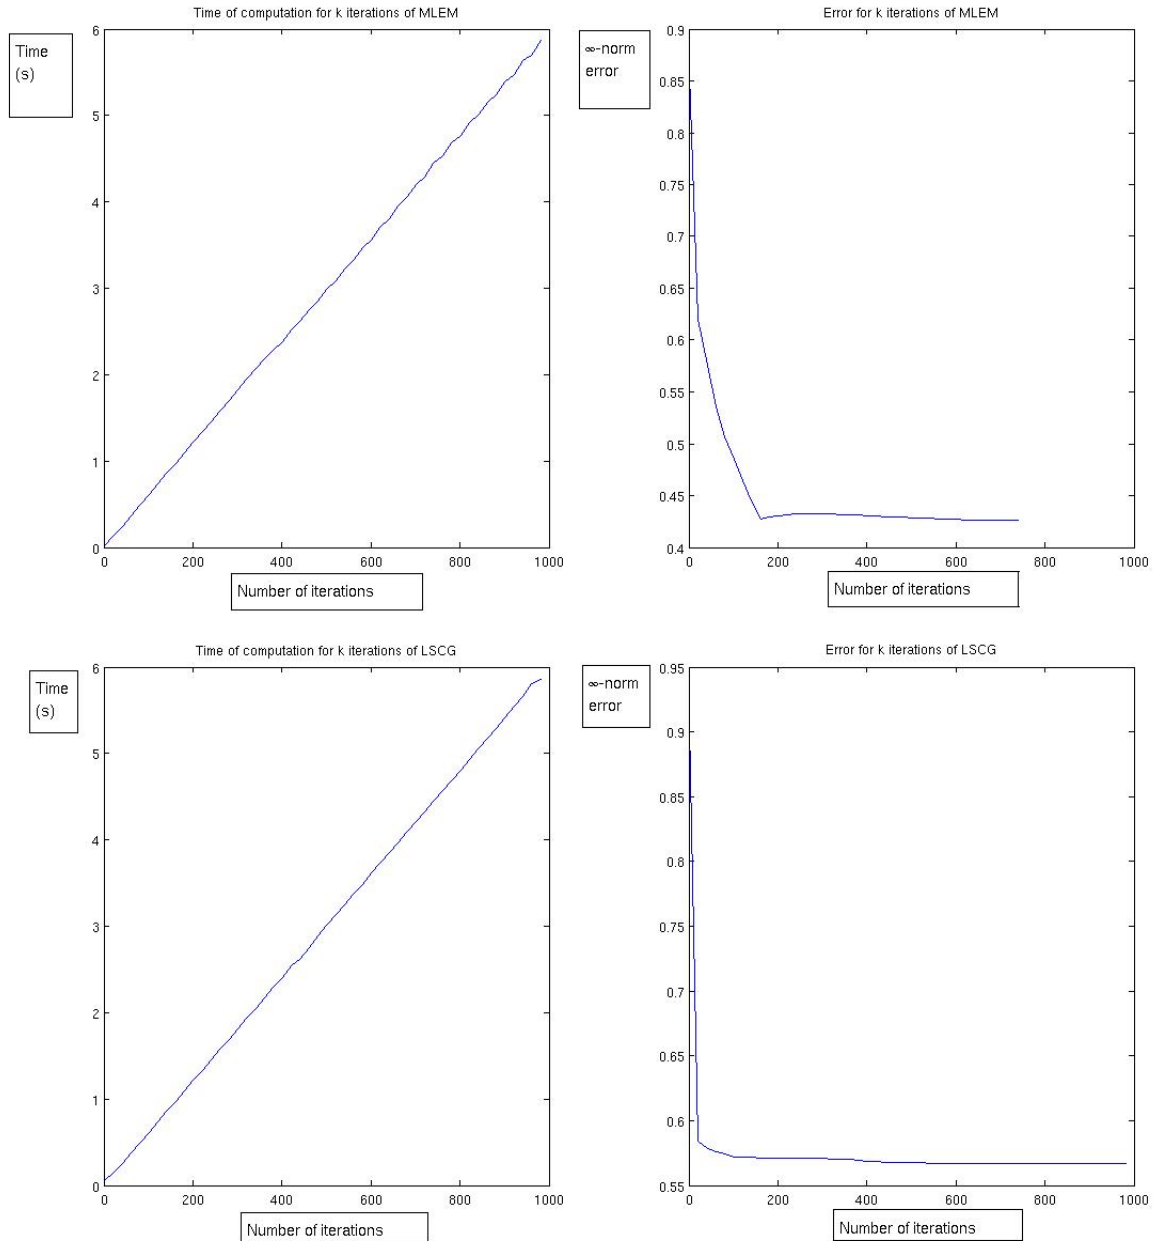 Time of computation for k iterations of MLEM
Time
(s)
6
5
4
3
2
1
0
0 200 400 600 800 1000
Number of iterations
Error for k iterations of MLEM
∞-norm
error
0.9
0.85
0.8
0.75
0.7
0.65
0.6
0.55
0.5
0.45
0.4
0 200 400 600 800 1000
Number of iterations
Time of computation for k iterations of LSCG
Time
(s)
6
5
4
3
2
1
0
0 200 400 600 800 1000
Number of iterations
Error for k iterations of LSCG
∞-norm
error
0.95
0.9
0.85
0.8
0.75
0.7
0.65
0.6
0.55
0 200 400 600 800 1000
Number of iterations